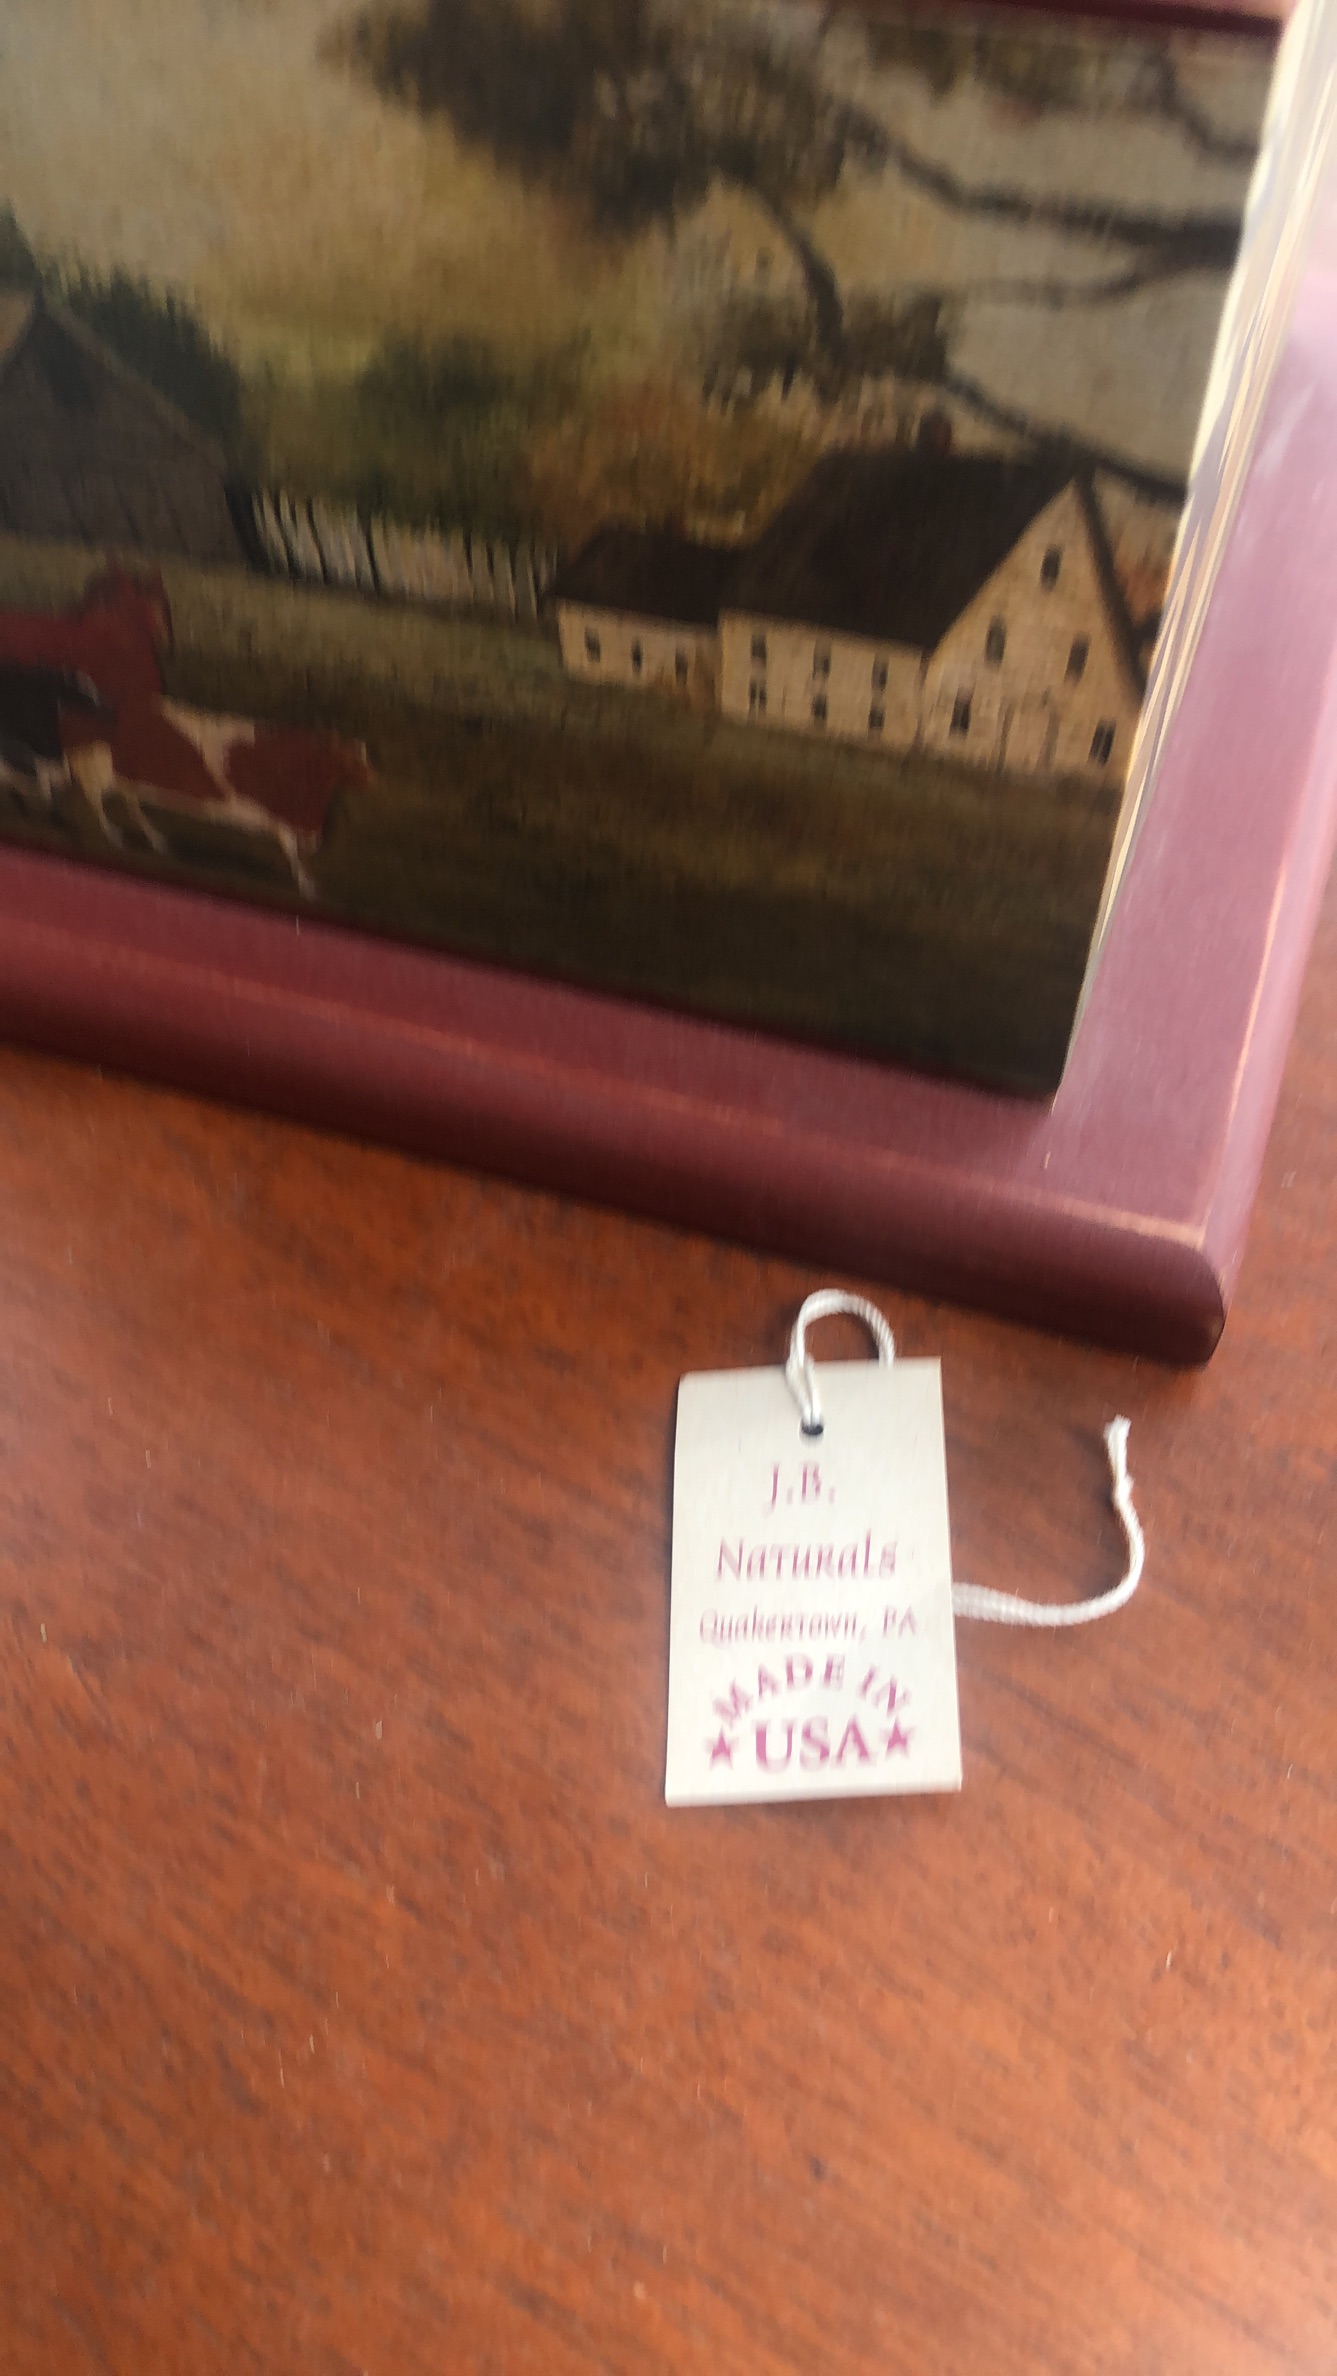 J.B.
Naturals
Quakertown, PA
MADE IN
★ USA ★